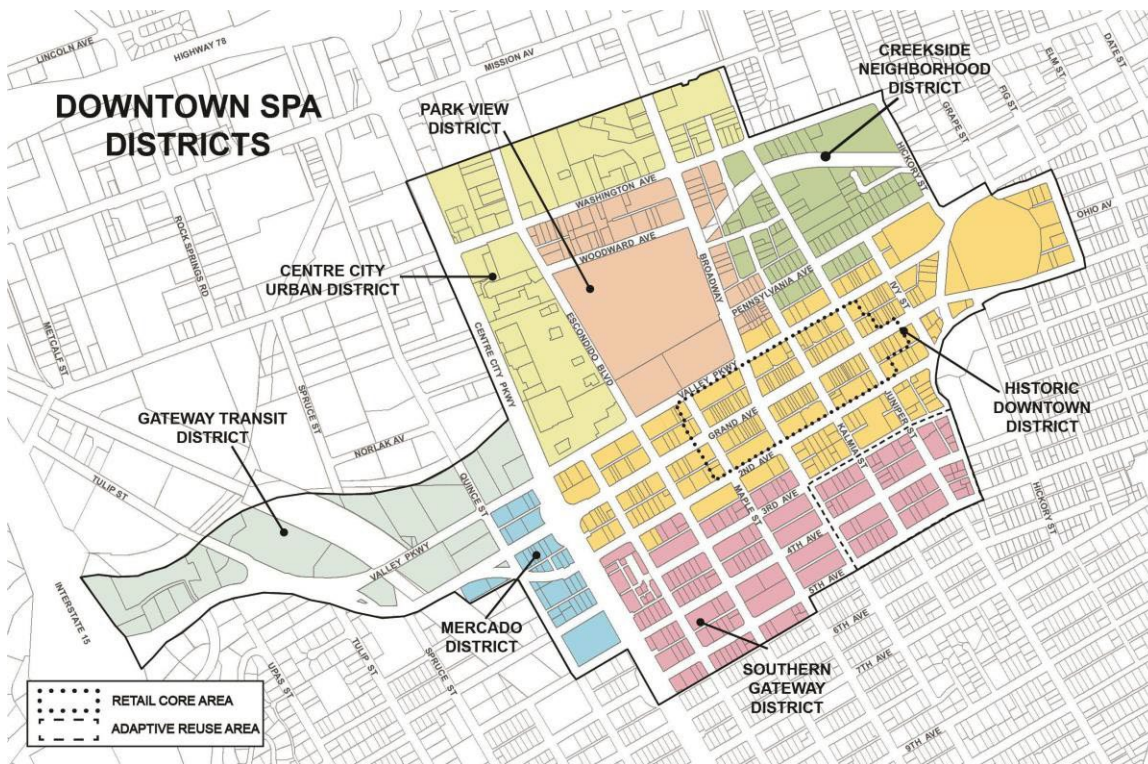 DOWNTOWN SPA
DISTRICTS
LINCOLN AVE
HIGHWAY 78
MISSION AV
CREEKSIDE
NEIGHBORHOOD
DISTRICT
ELM ST
DATE ST
FIG ST
GRAPE ST
PARK VIEW
DISTRICT
HICKORY ST
WASHINGTON AVE
OHIO AV
ROCK SPRINGS RD
WOODWARD AVE
BROADWAY
CENTRE CITY
URBAN DISTRICT
PENNSYLVANIA AVE
IVY ST
METCALF ST
CENTRE CITY PKWY
ESCONDIDO BLVD
VALLEY PKWY
SPRUCE ST
HISTORIC
DOWNTOWN
DISTRICT
GATEWAY TRANSIT
DISTRICT
NORLAK AV
GRAND AVE
JUNIPER ST
KALMIA ST
2ND AVE
TULIP ST
QUINCE ST
MAPLE ST
3RD AVE
HICKORY ST
VALLEY PKWY
4TH AVE
5TH AVE
INTERSTATE 15
MERCADO
DISTRICT
6TH AVE
UPAS ST
TULIP ST
SPRUCE ST
7TH AVE
SOUTHERN
GATEWAY
DISTRICT
9TH AVE
RETAIL CORE AREA
ADAPTIVE REUSE AREA